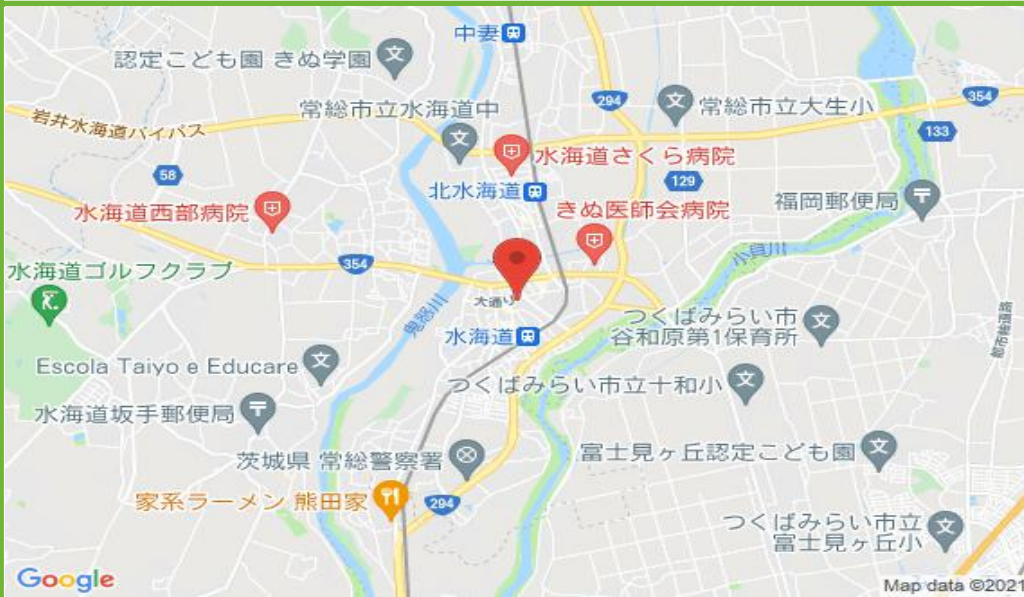 中妻
認定こども園 きぬ学園
294
354
常総市立水海道中
常総市立大生小
岩井水海道バイパス
133
水海道さくら病院
58
129
北水海道
福岡郵便局
水海道西部病院
きぬ医師会病院
小貝川
354
水海道ゴルフクラブ
大通り
鬼怒川
つくばみらい市
谷和原第1保育所
水海道
Escola Taiyo e Educare
つくばみらい市立十和小
水海道坂手郵便局
富士見ヶ丘認定こども園
茨城県 常総警察署
家系ラーメン 熊田家
294
つくばみらい市立
富士見ヶ丘小
Google
Map data ©2021